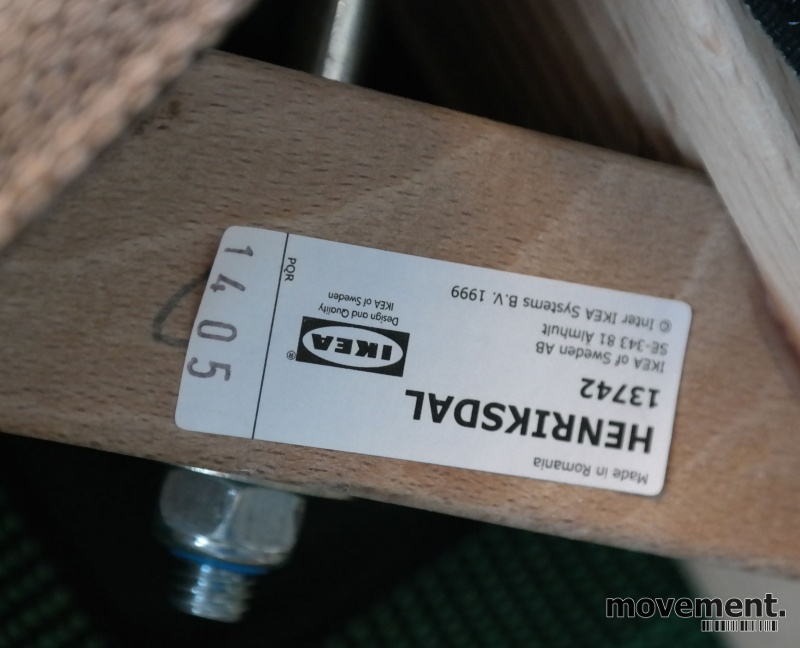 Made in Romania
HENRIKSDAL
13742
IKEA of Sweden AB
SE-343 81 Älmhult
© Inter IKEA Systems B.V. 1999
IKEA®
Design and Quality
IKEA of Sweden
PQR
1405
movement.